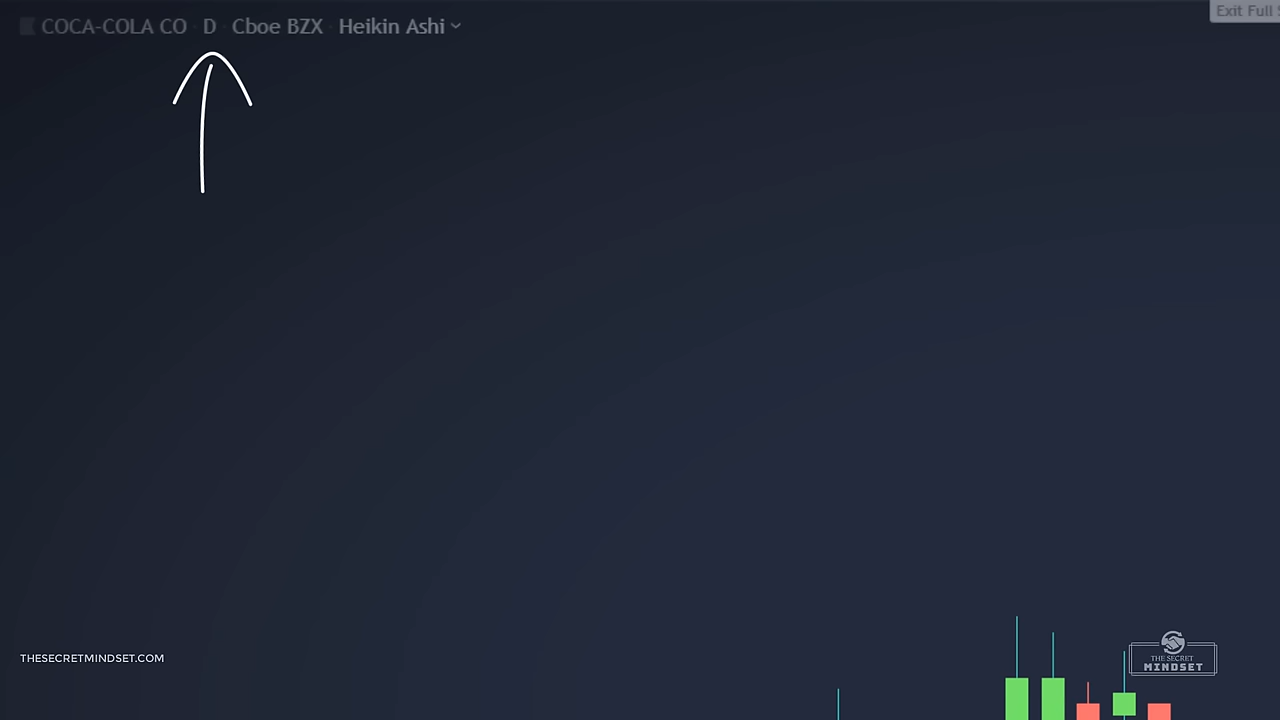 COCA-COLA CO · D · Cboe BZX · Heikin Ashi
Exit Full
THESECRETMINDSET.COM
THE SECRET
MINDSET